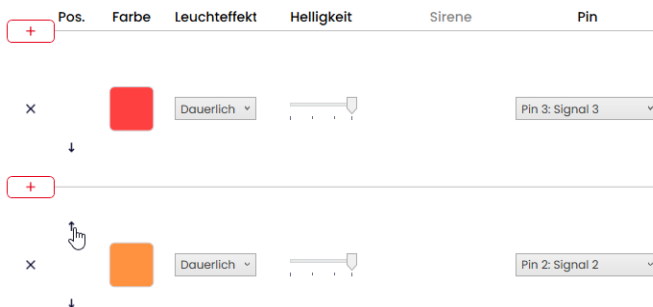 Pos. Farbe Leuchteffekt Helligkeit Sirene Pin
+
× Dauerlich Pin 3: Signal 3
↓
+
↑
× Dauerlich Pin 2: Signal 2
↓